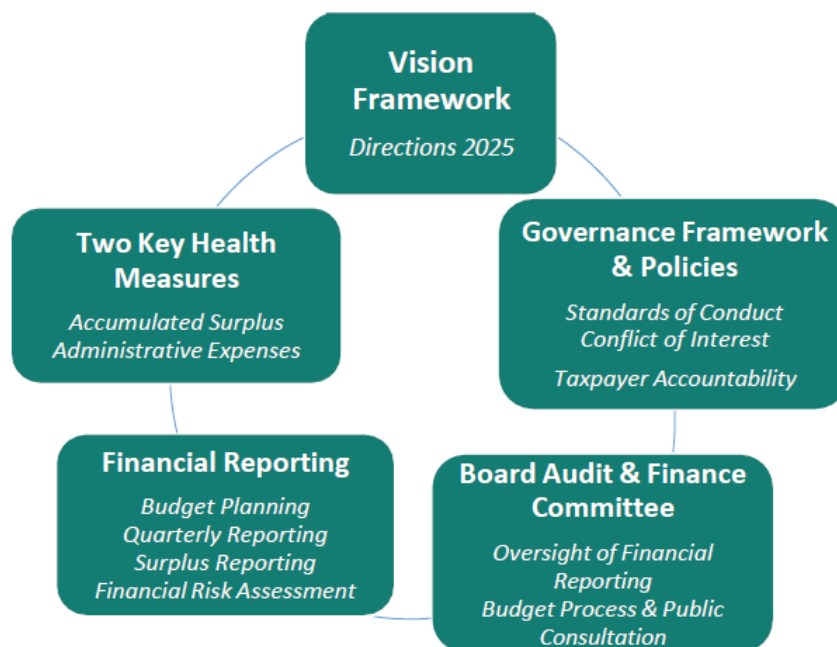 Vision
Framework
Directions 2025
Two Key Health
Measures
Accumulated Surplus
Administrative Expenses
Governance Framework
& Policies
Standards of Conduct
Conflict of Interest
Taxpayer Accountability
Financial Reporting
Budget Planning
Quarterly Reporting
Surplus Reporting
Financial Risk Assessment
Board Audit & Finance
Committee
Oversight of Financial
Reporting
Budget Process & Public
Consultation